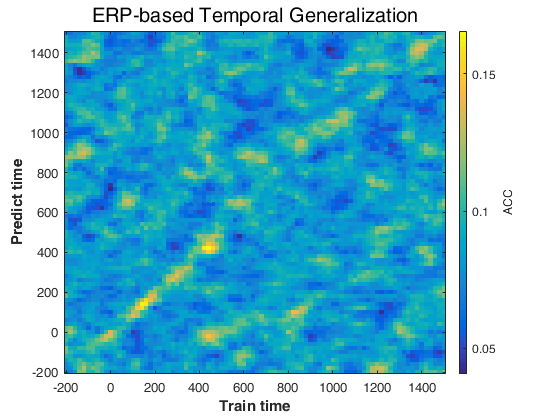 ERP-based Temporal Generalization
1400
1200
1000
800
600
400
200
0
-200
Predict time
-200 0 200 400 600 800 1000 1200 1400
Train time
0.15
0.1
0.05
ACC